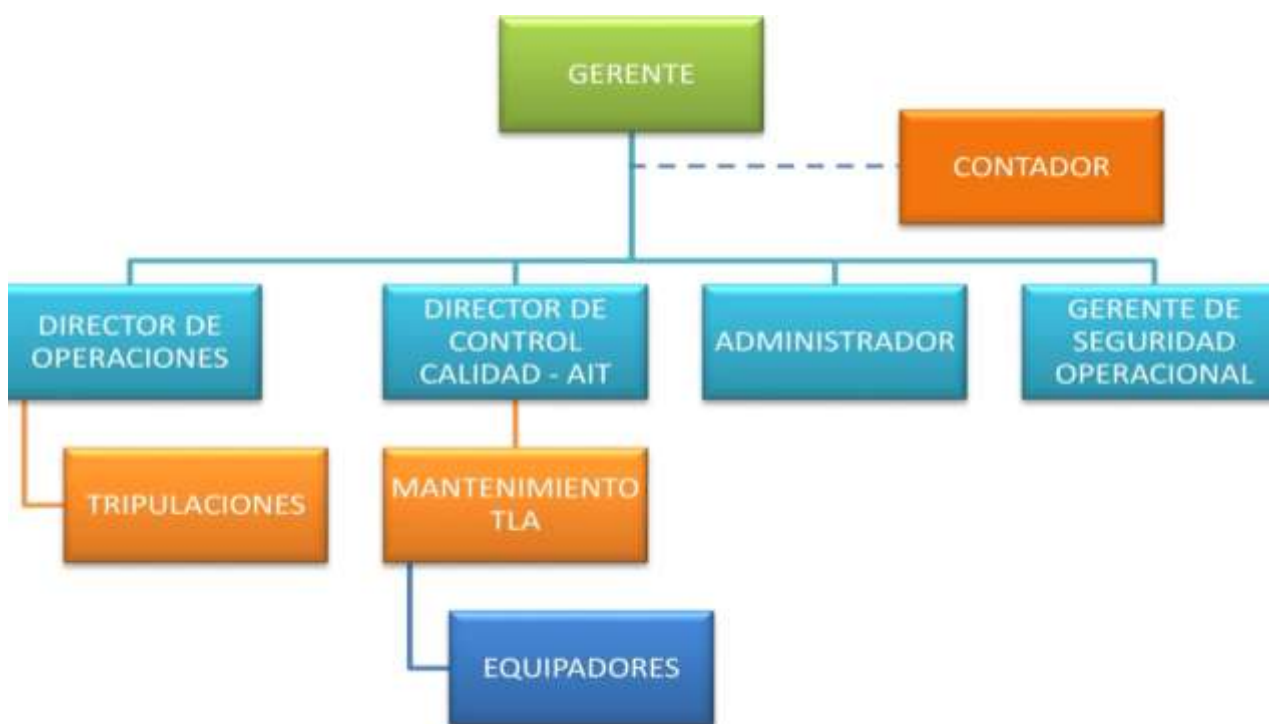 GERENTE
CONTADOR
DIRECTOR DE
OPERACIONES
DIRECTOR DE
CONTROL
CALIDAD - AIT
ADMINISTRADOR
GERENTE DE
SEGURIDAD
OPERACIONAL
TRIPULACIONES
MANTENIMIENTO
TLA
EQUIPADORES